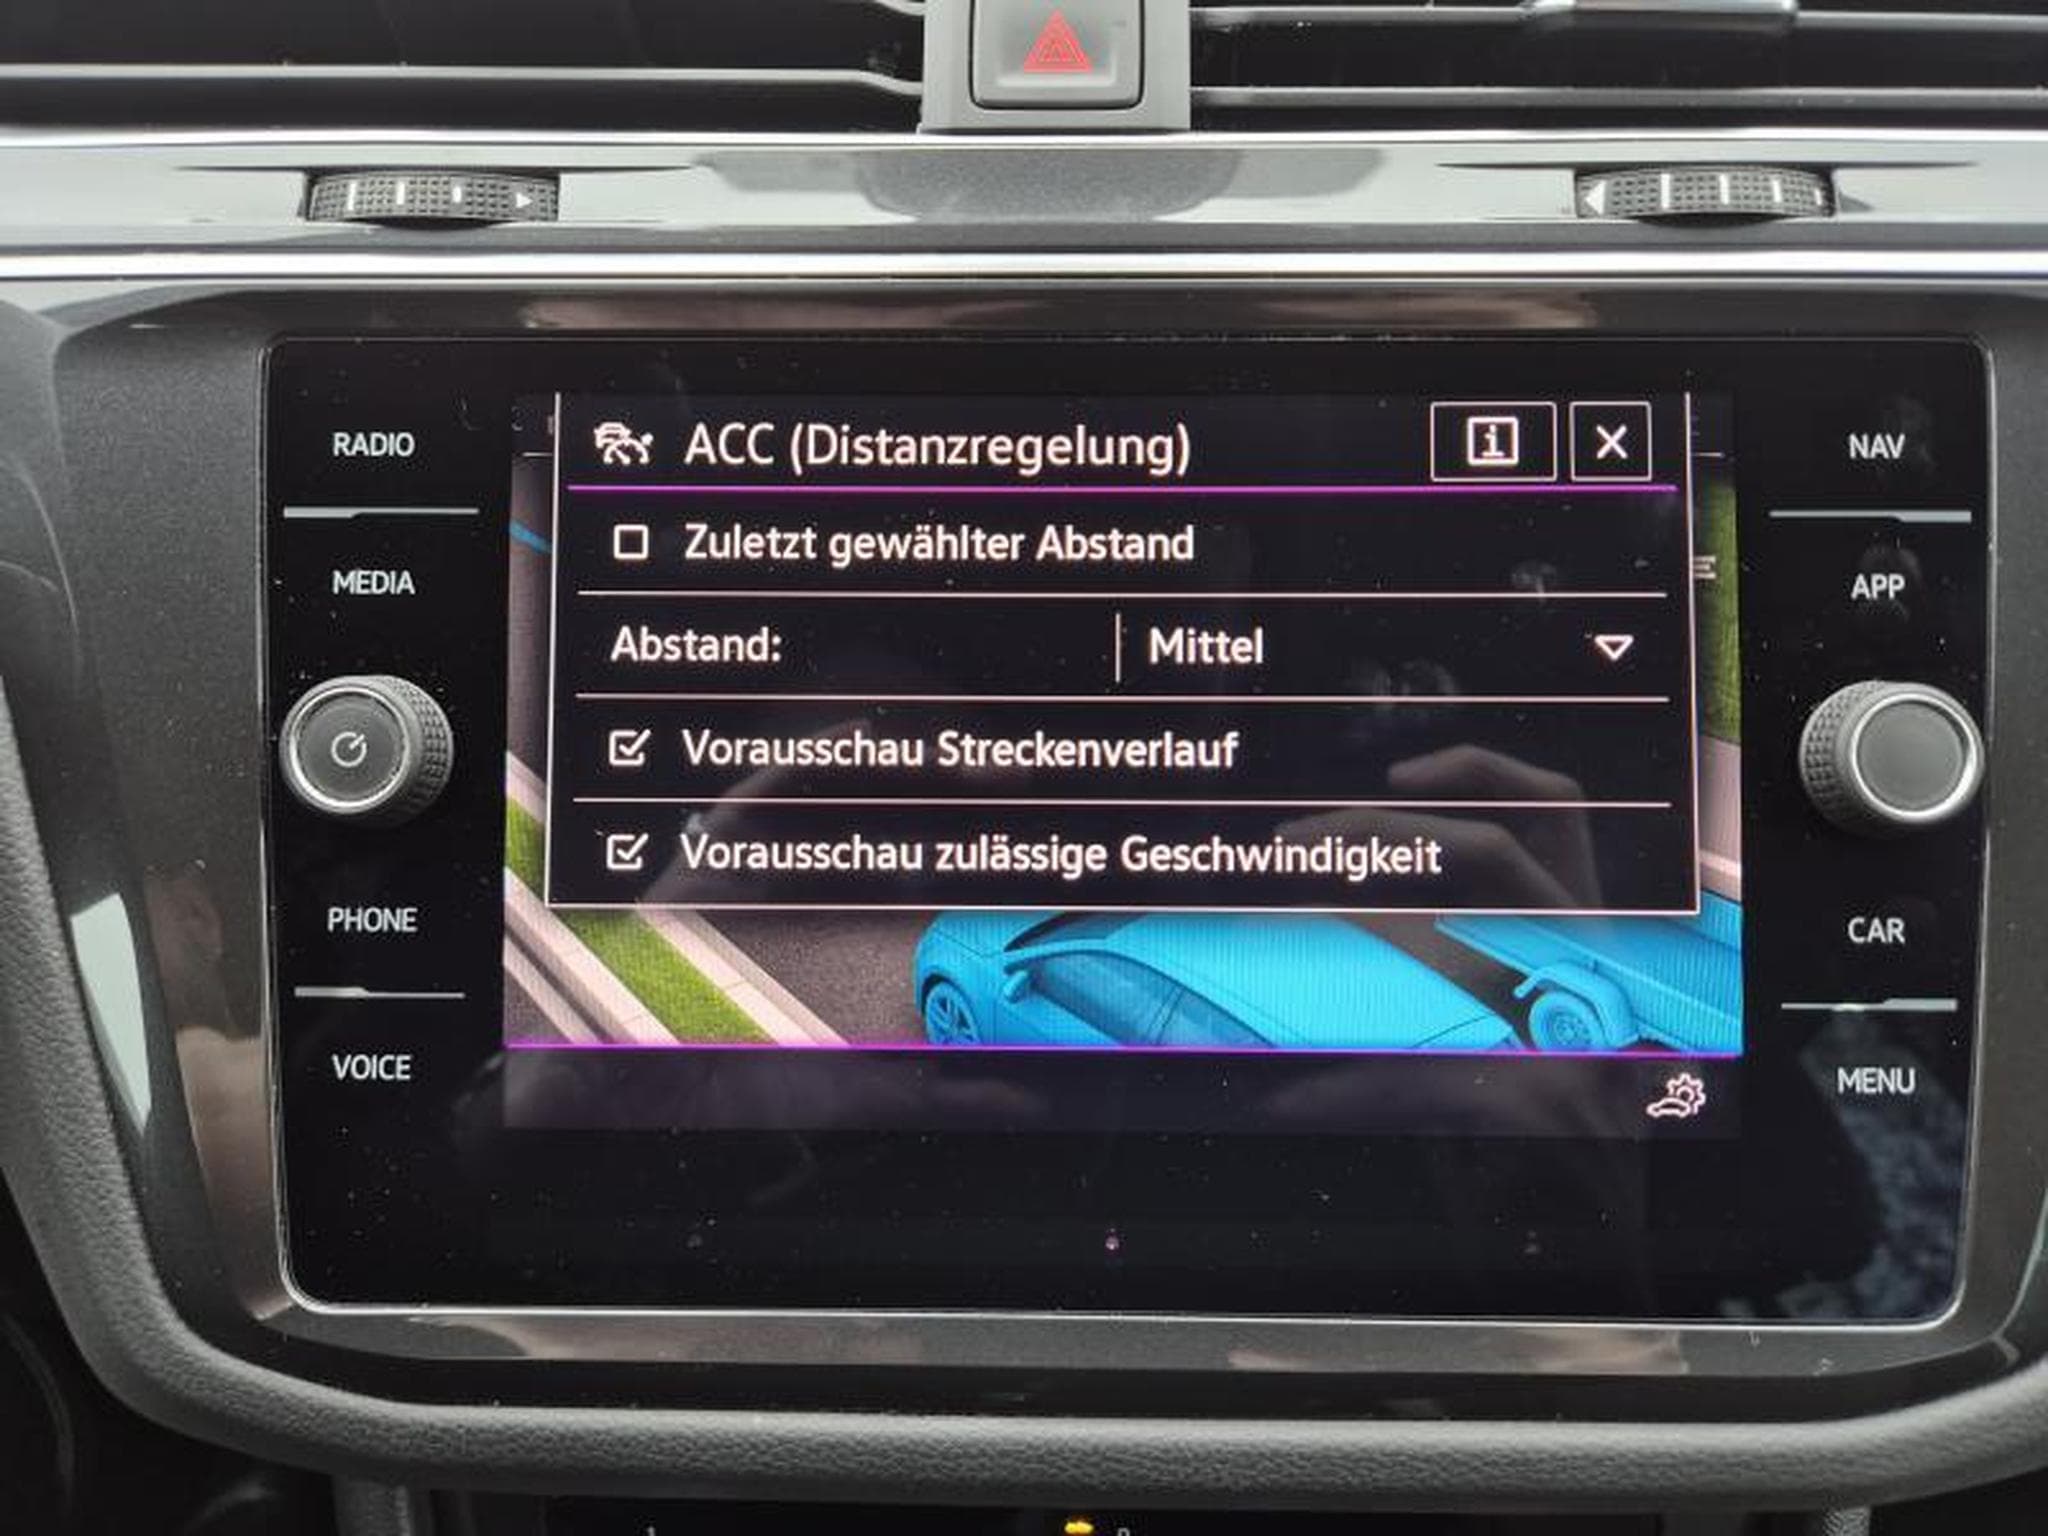 RADIO
MEDIA
PHONE
VOICE
ACC (Distanzregelung)
Zuletzt gewählter Abstand
Abstand: Mittel
Vorausschau Streckenverlauf
Vorausschau zulässige Geschwindigkeit
NAV
APP
CAR
MENU